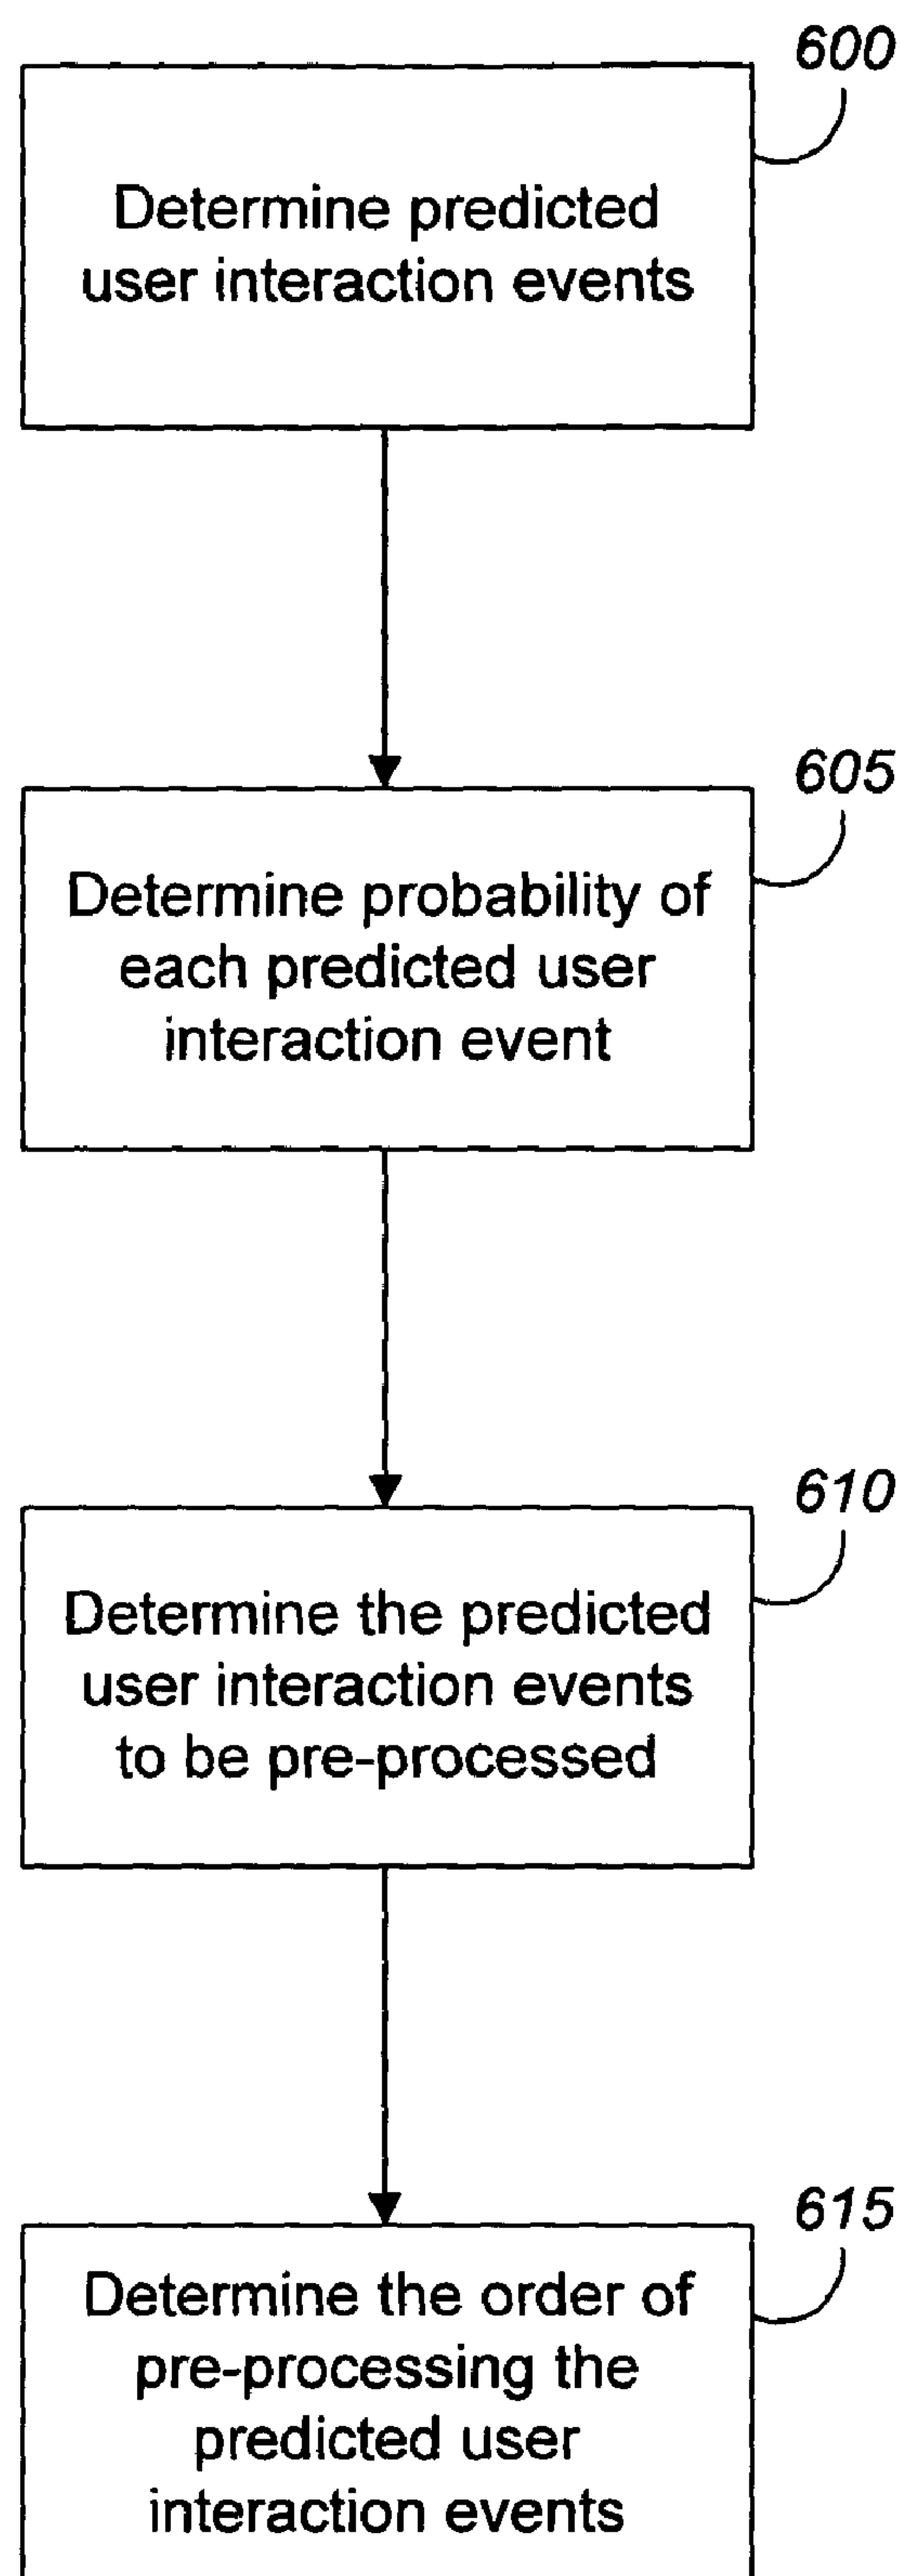 600
Determine predicted
user interaction events
605
Determine probability of
each predicted user
interaction event
610
Determine the predicted
user interaction events
to be pre-processed
615
Determine the order of
pre-processing the
predicted user
interaction events